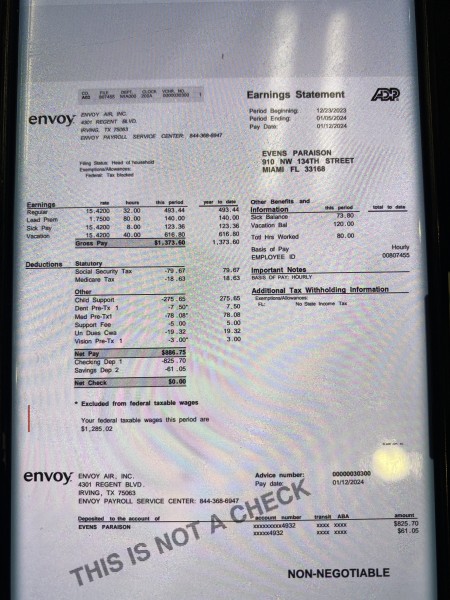 CO. FILE DEPT. CLOCK VCHR. NO.
Earnings Statement
ADP
envoy
ENVOY AIR, INC.
4301 REGENT BLVD.
IRVING, TX 75063
ENVOY PAYROLL SERVICE CENTER: 844-368-6947
Period Beginning: 12/23/2023
Period Ending: 01/05/2024
Pay Date: 01/12/2024
Filing Status: Head of household
Exemptions/Allowances:
Federal: Tax blocked
EVENS PARAISON
910 NW 134TH STREET
MIAMI FL 33168
Earnings rate hours this period year to date
Regular 15.4200 32.00 493.44 493.44
Lead Prem 1.7500 80.00 140.00 140.00
Sick Pay 15.4200 8.00 123.36 123.36
Vacation 15.4200 40.00 616.80 616.80
Gross Pay $1,373.60 1,373.60
Deductions Statutory
Social Security Tax -79.67 79.67
Medicare Tax -18.63 18.63
Other
Child Support -275.65 275.65
Dent Pre-Tx 1 -7.50* 7.50
Med Pre-Tx1 -78.08* 78.08
Support Fee -5.00 5.00
Un Dues Cwa -19.32 19.32
Vision Pre-Tx 1 -3.00* 3.00
Net Pay $886.75
Checking Dep 1 -825.70
Savings Dep 2 -61.05
Net Check $0.00
* Excluded from federal taxable wages
Your federal taxable wages this period are
$1,285.02
Other Benefits and
Information this period total to date
Sick Balance 73.80
Vacation Bal 120.00
Totl Hrs Worked 80.00
Basis of Pay Hourly
EMPLOYEE ID 00807455
Important Notes
BASIS OF PAY: HOURLY
Additional Tax Withholding Information
Exemptions/Allowances:
FL: No State Income Tax
envoy
ENVOY AIR, INC.
4301 REGENT BLVD.
IRVING, TX 75063
ENVOY PAYROLL SERVICE CENTER: 844-368-6947
Advice number: 00000030300
Pay date: 01/12/2024
THIS IS NOT A CHECK
Deposited to the account of account number transit ABA amount
EVENS PARAISON xxxxxxxxx4932 xxxx xxxx $825.70
xxxxx4932 xxxx xxxx $61.05
NON-NEGOTIABLE